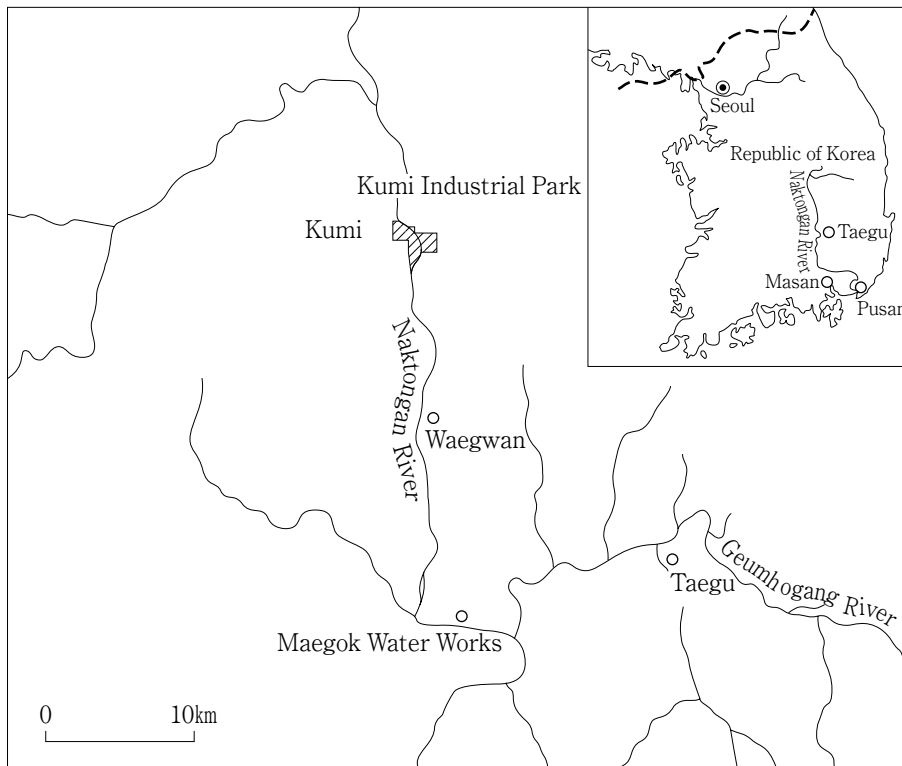 Seoul
Republic of Korea
Naktongan River
Taegu
Masan
Pusan
Kumi Industrial Park
Kumi
Naktongan River
Waegwan
Geumhogang River
Taegu
Maegok Water Works
0 10km